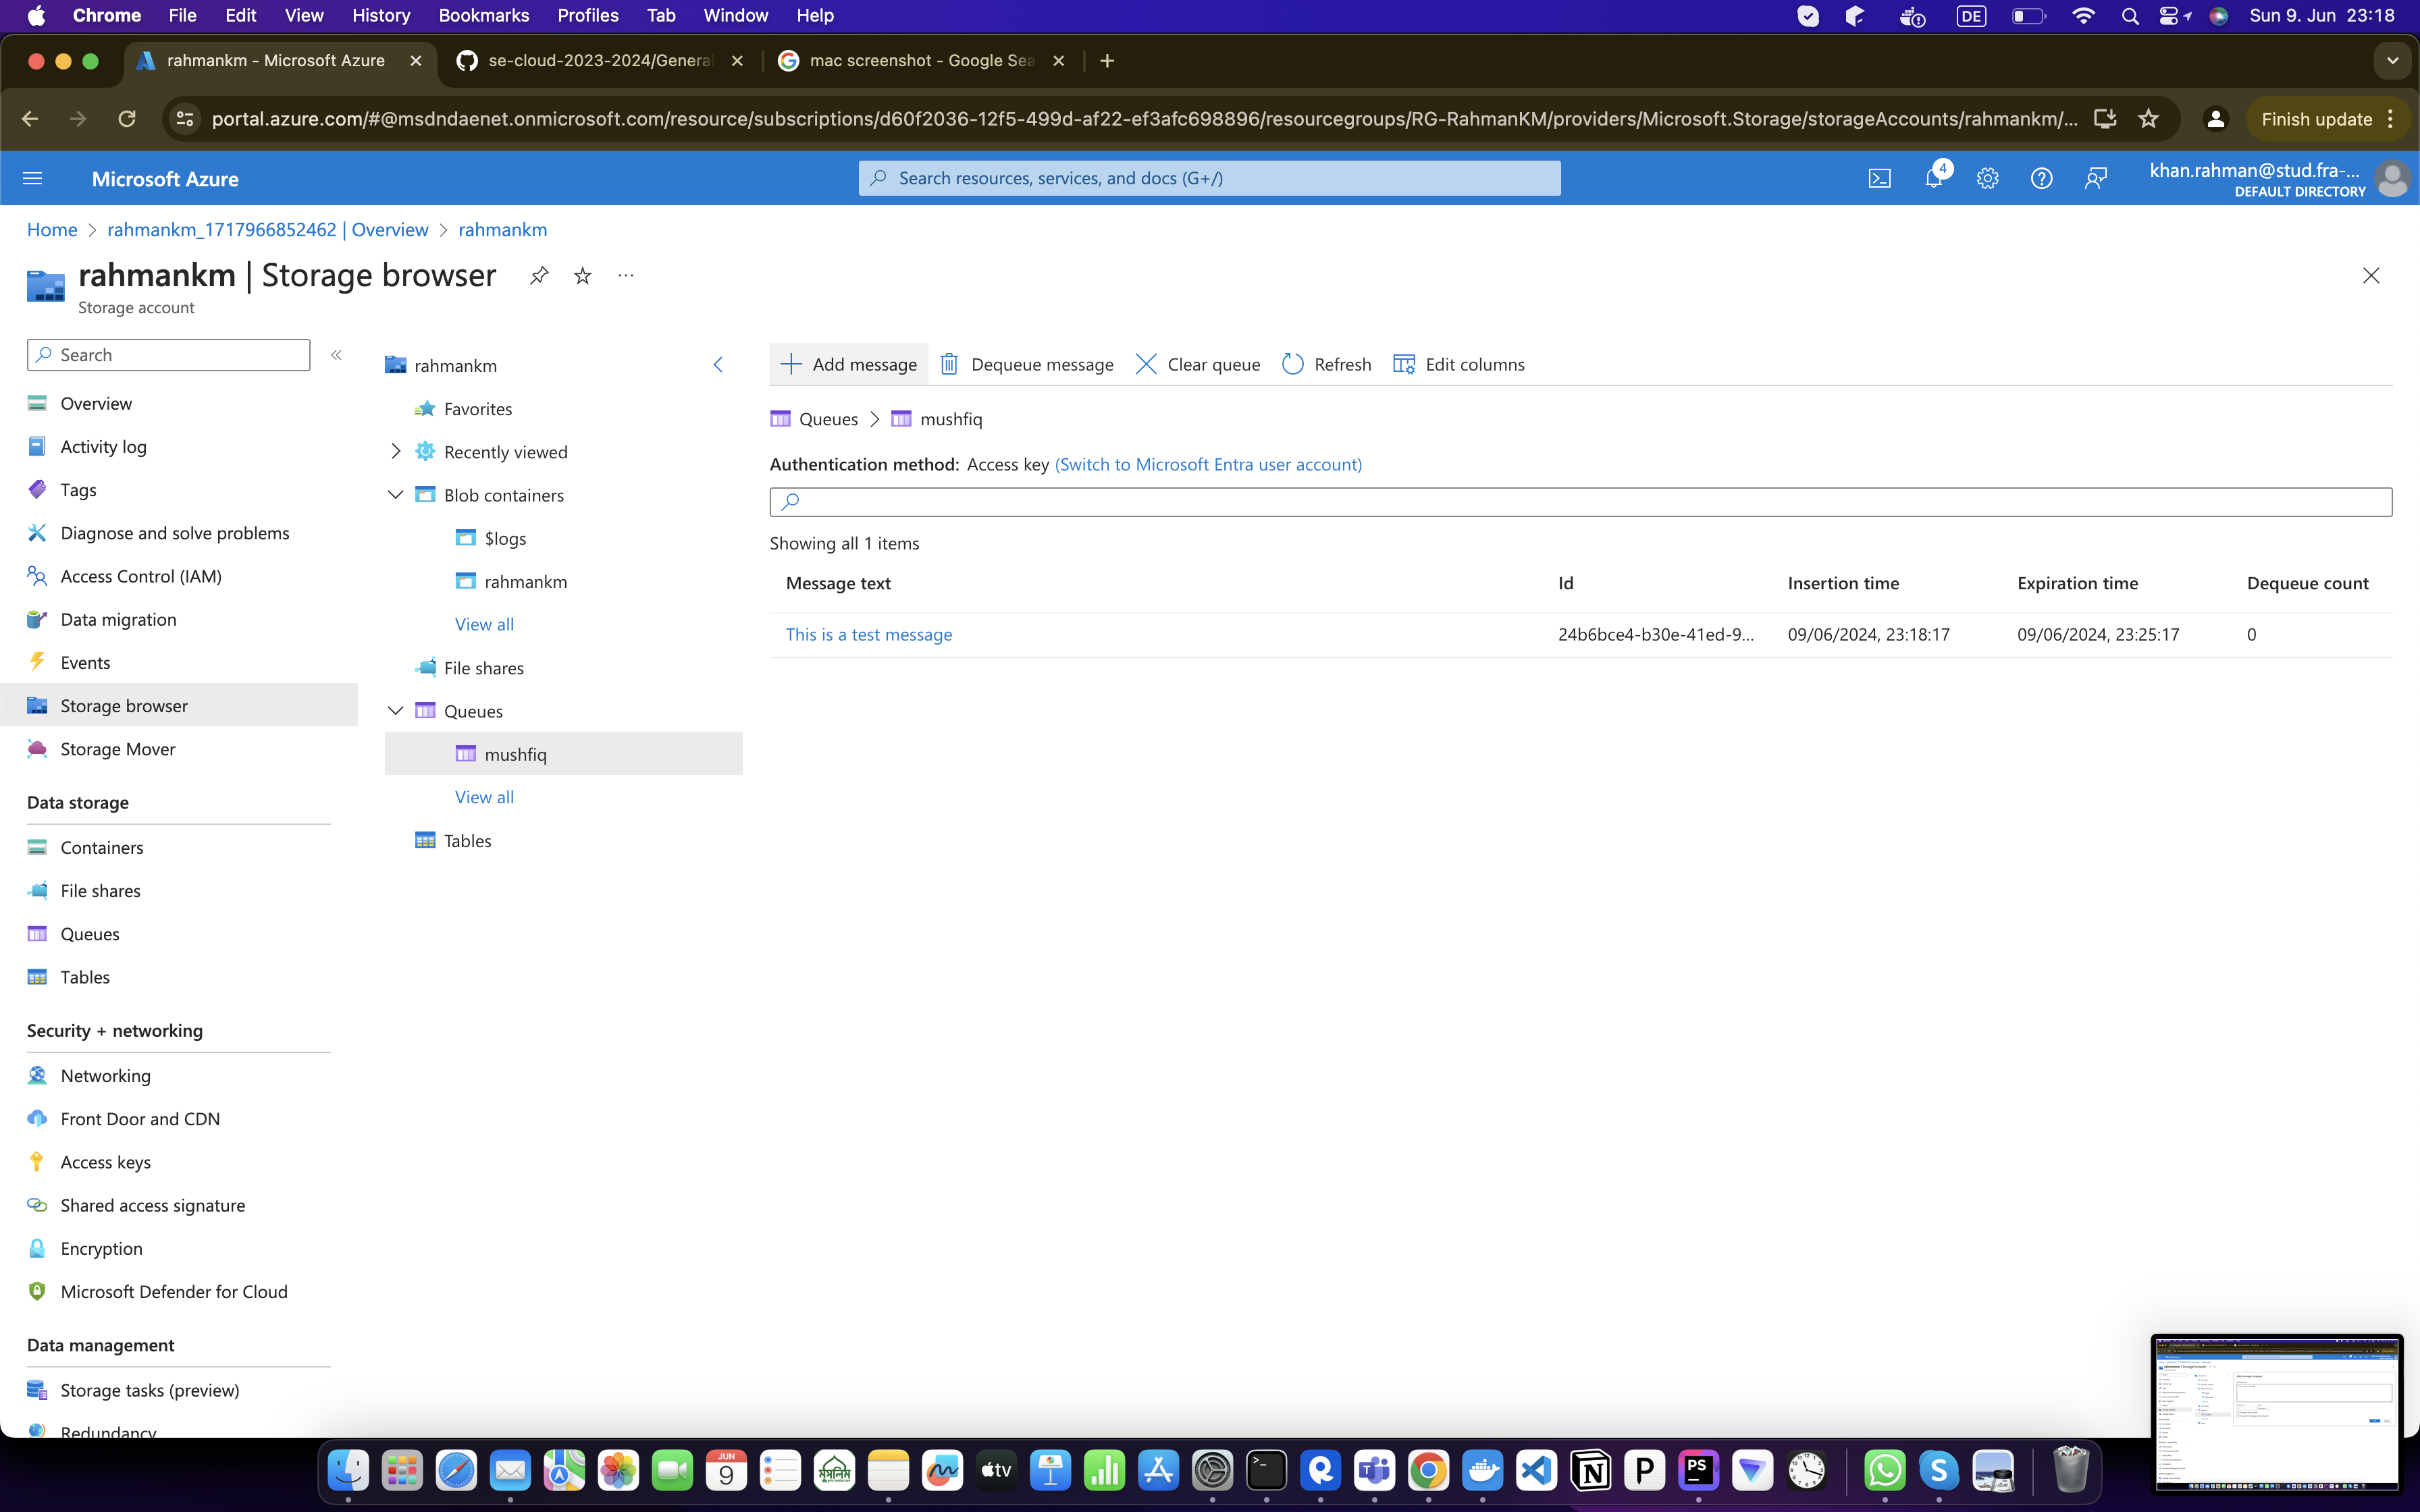 Chrome File Edit View History Bookmarks Profiles Tab Window Help DE Sun 9. Jun 23:18
rahmankm - Microsoft Azure se-cloud-2023-2024/General mac screenshot - Google Sea
portal.azure.com/#@msdndaenet.onmicrosoft.com/resource/subscriptions/d60f2036-12f5-499d-af22-ef3afc698896/resourcegroups/RG-RahmanKM/providers/Microsoft.Storage/storageAccounts/rahmankm/... Finish update
Microsoft Azure Search resources, services, and docs (G+/) 4 khan.rahman@stud.fra-...
DEFAULT DIRECTORY
Home > rahmankm_1717966852462 | Overview > rahmankm
rahmankm | Storage browser
Storage account
Search
Overview
Activity log
Tags
Diagnose and solve problems
Access Control (IAM)
Data migration
Events
Storage browser
Storage Mover
Data storage
Containers
File shares
Queues
Tables
Security + networking
Networking
Front Door and CDN
Access keys
Shared access signature
Encryption
Microsoft Defender for Cloud
Data management
Storage tasks (preview)
Redundancy
rahmankm
Favorites
Recently viewed
Blob containers
$logs
rahmankm
View all
File shares
Queues
mushfiq
View all
Tables
Add message Dequeue message Clear queue Refresh Edit columns
Queues > mushfiq
Authentication method: Access key (Switch to Microsoft Entra user account)
Showing all 1 items
Message text Id Insertion time Expiration time Dequeue count
This is a test message 24b6bce4-b30e-41ed-9... 09/06/2024, 23:18:17 09/06/2024, 23:25:17 0
JUN
9
মুসলিম
tv
N
P
PS
S